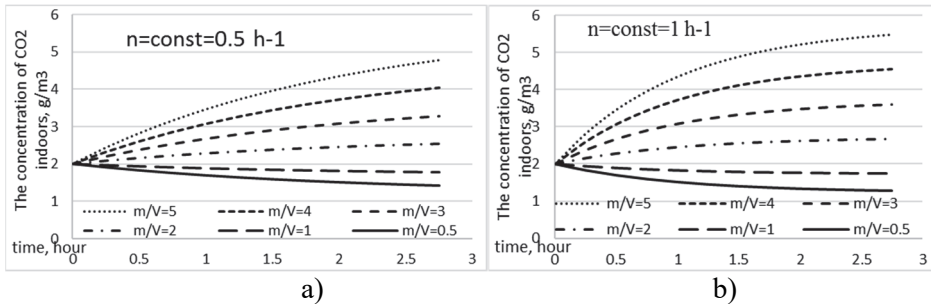 The concentration of CO2
indoors, g/m3
6
5
4
3
2
1
0
n=const=0.5 h-1
m/V=5 m/V=4 m/V=3
m/V=2 m/V=1 m/V=0.5
time, hour
0 0.5 1 1.5 2 2.5 3
a)
The concentration of CO2
indoors, g/m3
6
5
4
3
2
1
0
n=const=1 h-1
m/V=5 m/V=4 m/V=3
m/V=2 m/V=1 m/V=0.5
time, hour
0 0.5 1 1.5 2 2.5 3
b)